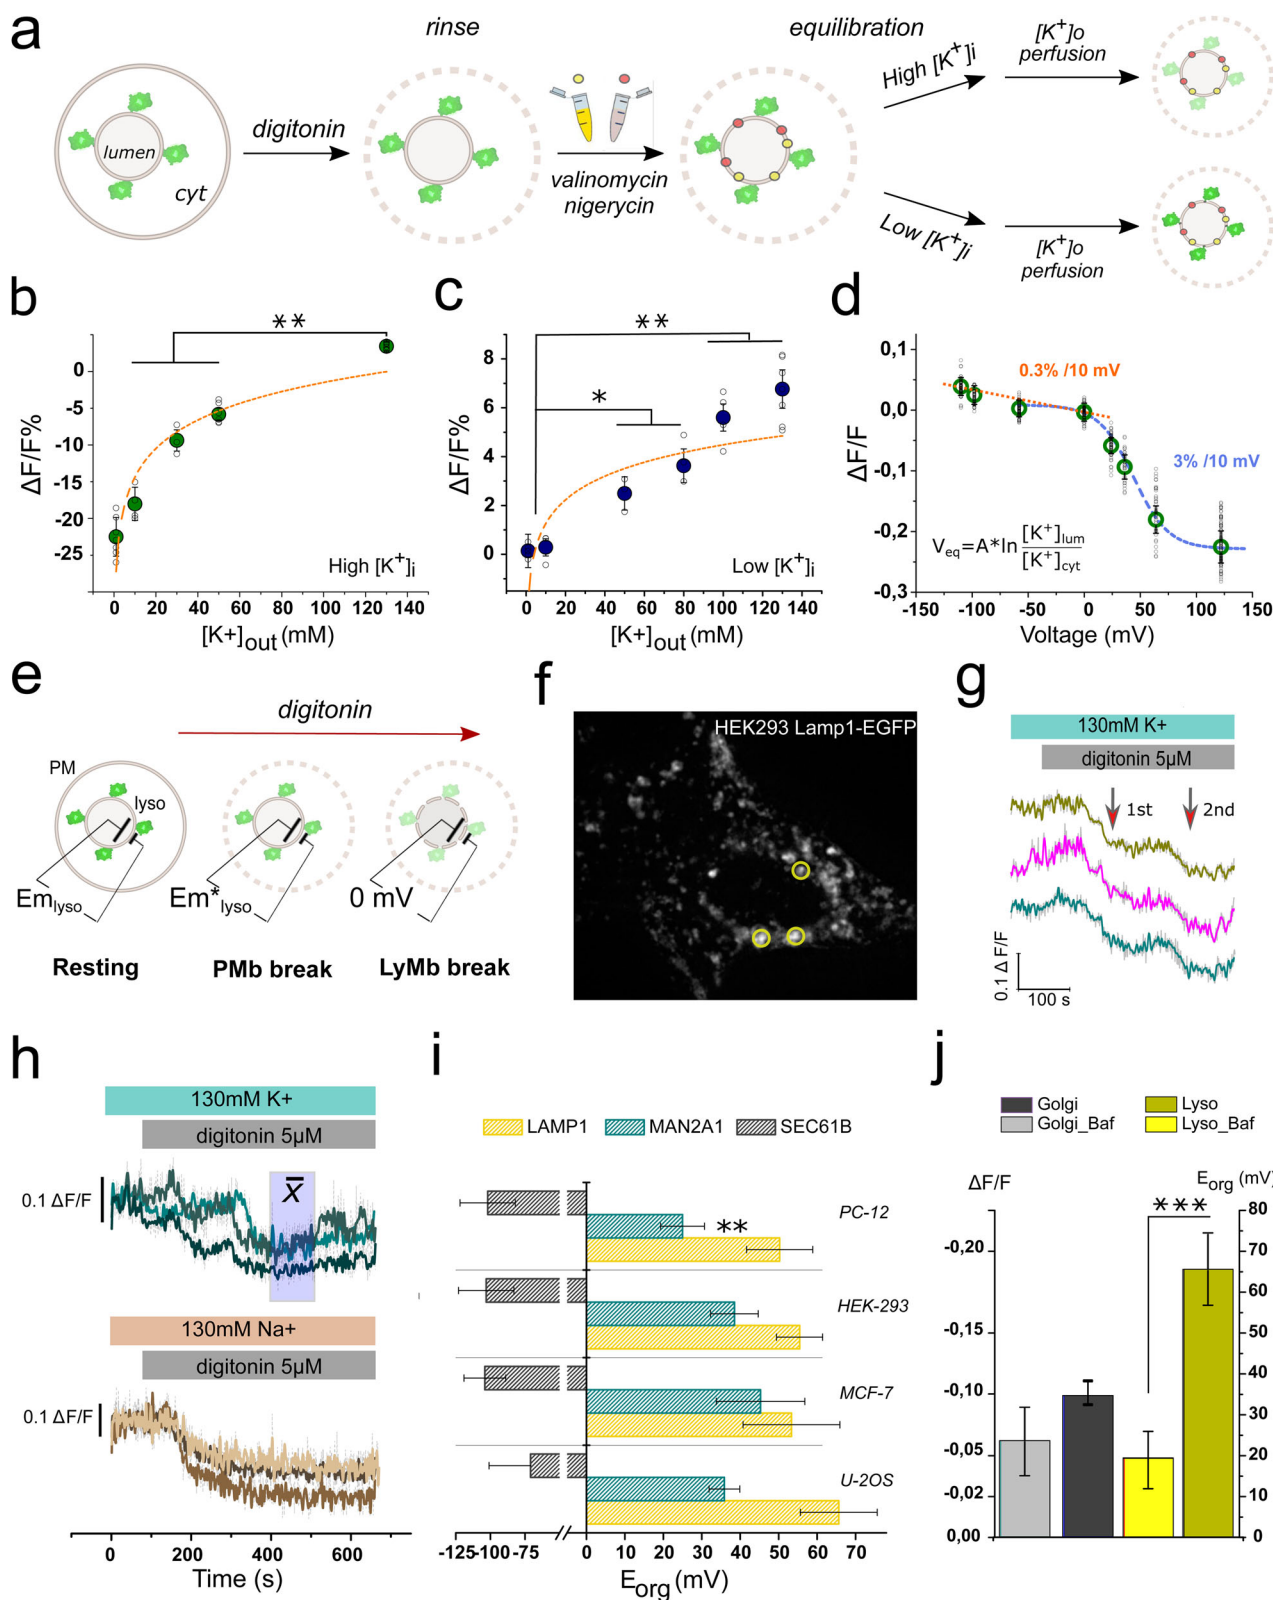 a
rinse
equilibration
High [K⁺]i
[K⁺]o
perfusion
digitonin
lumen
cyt
valinomycin
nigerycin
Low [K⁺]i
[K⁺]o
perfusion
b
ΔF/F%
**
0
-5
-10
-15
-20
-25
High [K⁺]i
0 20 40 60 80 100 120 140
[K+]out (mM)
c
ΔF/F%
**
*
8
6
4
2
0
Low [K⁺]i
0 20 40 60 80 100 120 140
[K+]out (mM)
d
ΔF/F
0,1
0,0
-0,1
-0,2
-0,3
0.3% /10 mV
3% /10 mV
Veq=A*ln [K⁺]lum
[K⁺]cyt
-150 -100 -50 0 50 100 150
Voltage (mV)
e
digitonin
PM
lyso
Emlyso
Em*lyso
0 mV
Resting
PMb break
LyMb break
f
HEK293 Lamp1-EGFP
g
130mM K+
digitonin 5µM
1st
2nd
0.1 Δ F/F
100 s
h
130mM K+
digitonin 5µM
0.1 ΔF/F
x̄
130mM Na+
digitonin 5µM
0.1 ΔF/F
0 200 400 600
Time (s)
i
LAMP1
MAN2A1
SEC61B
PC-12
**
HEK-293
MCF-7
U-2OS
-125 -100 -75 0 10 20 30 40 50 60 70
Eorg (mV)
j
Golgi
Lyso
Golgi_Baf
Lyso_Baf
ΔF/F
Eorg (mV)
***
-0,20
-0,15
-0,10
-0,05
-0,02
0,00
80
70
60
50
40
30
20
10
0